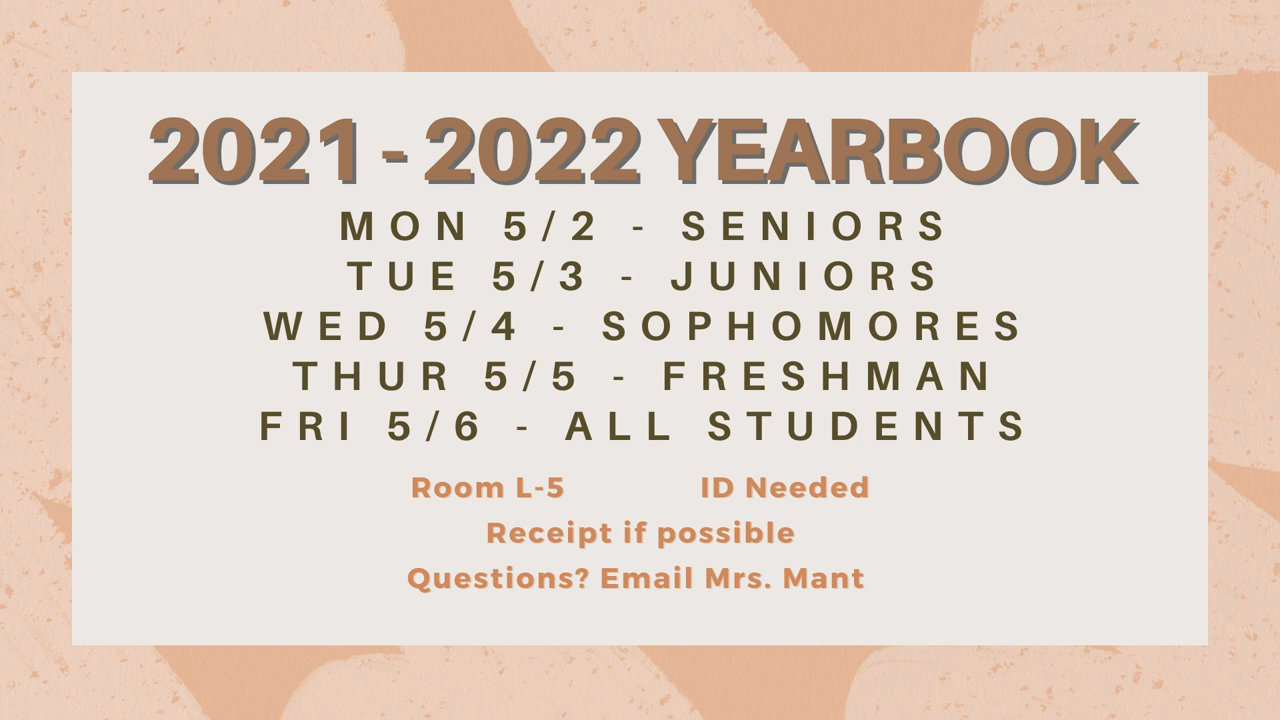 2021 - 2022 YEARBOOK
MON 5/2 - SENIORS
TUE 5/3 - JUNIORS
WED 5/4 - SOPHOMORES
THUR 5/5 - FRESHMAN
FRI 5/6 - ALL STUDENTS
Room L-5 ID Needed
Receipt if possible
Questions? Email Mrs. Mant